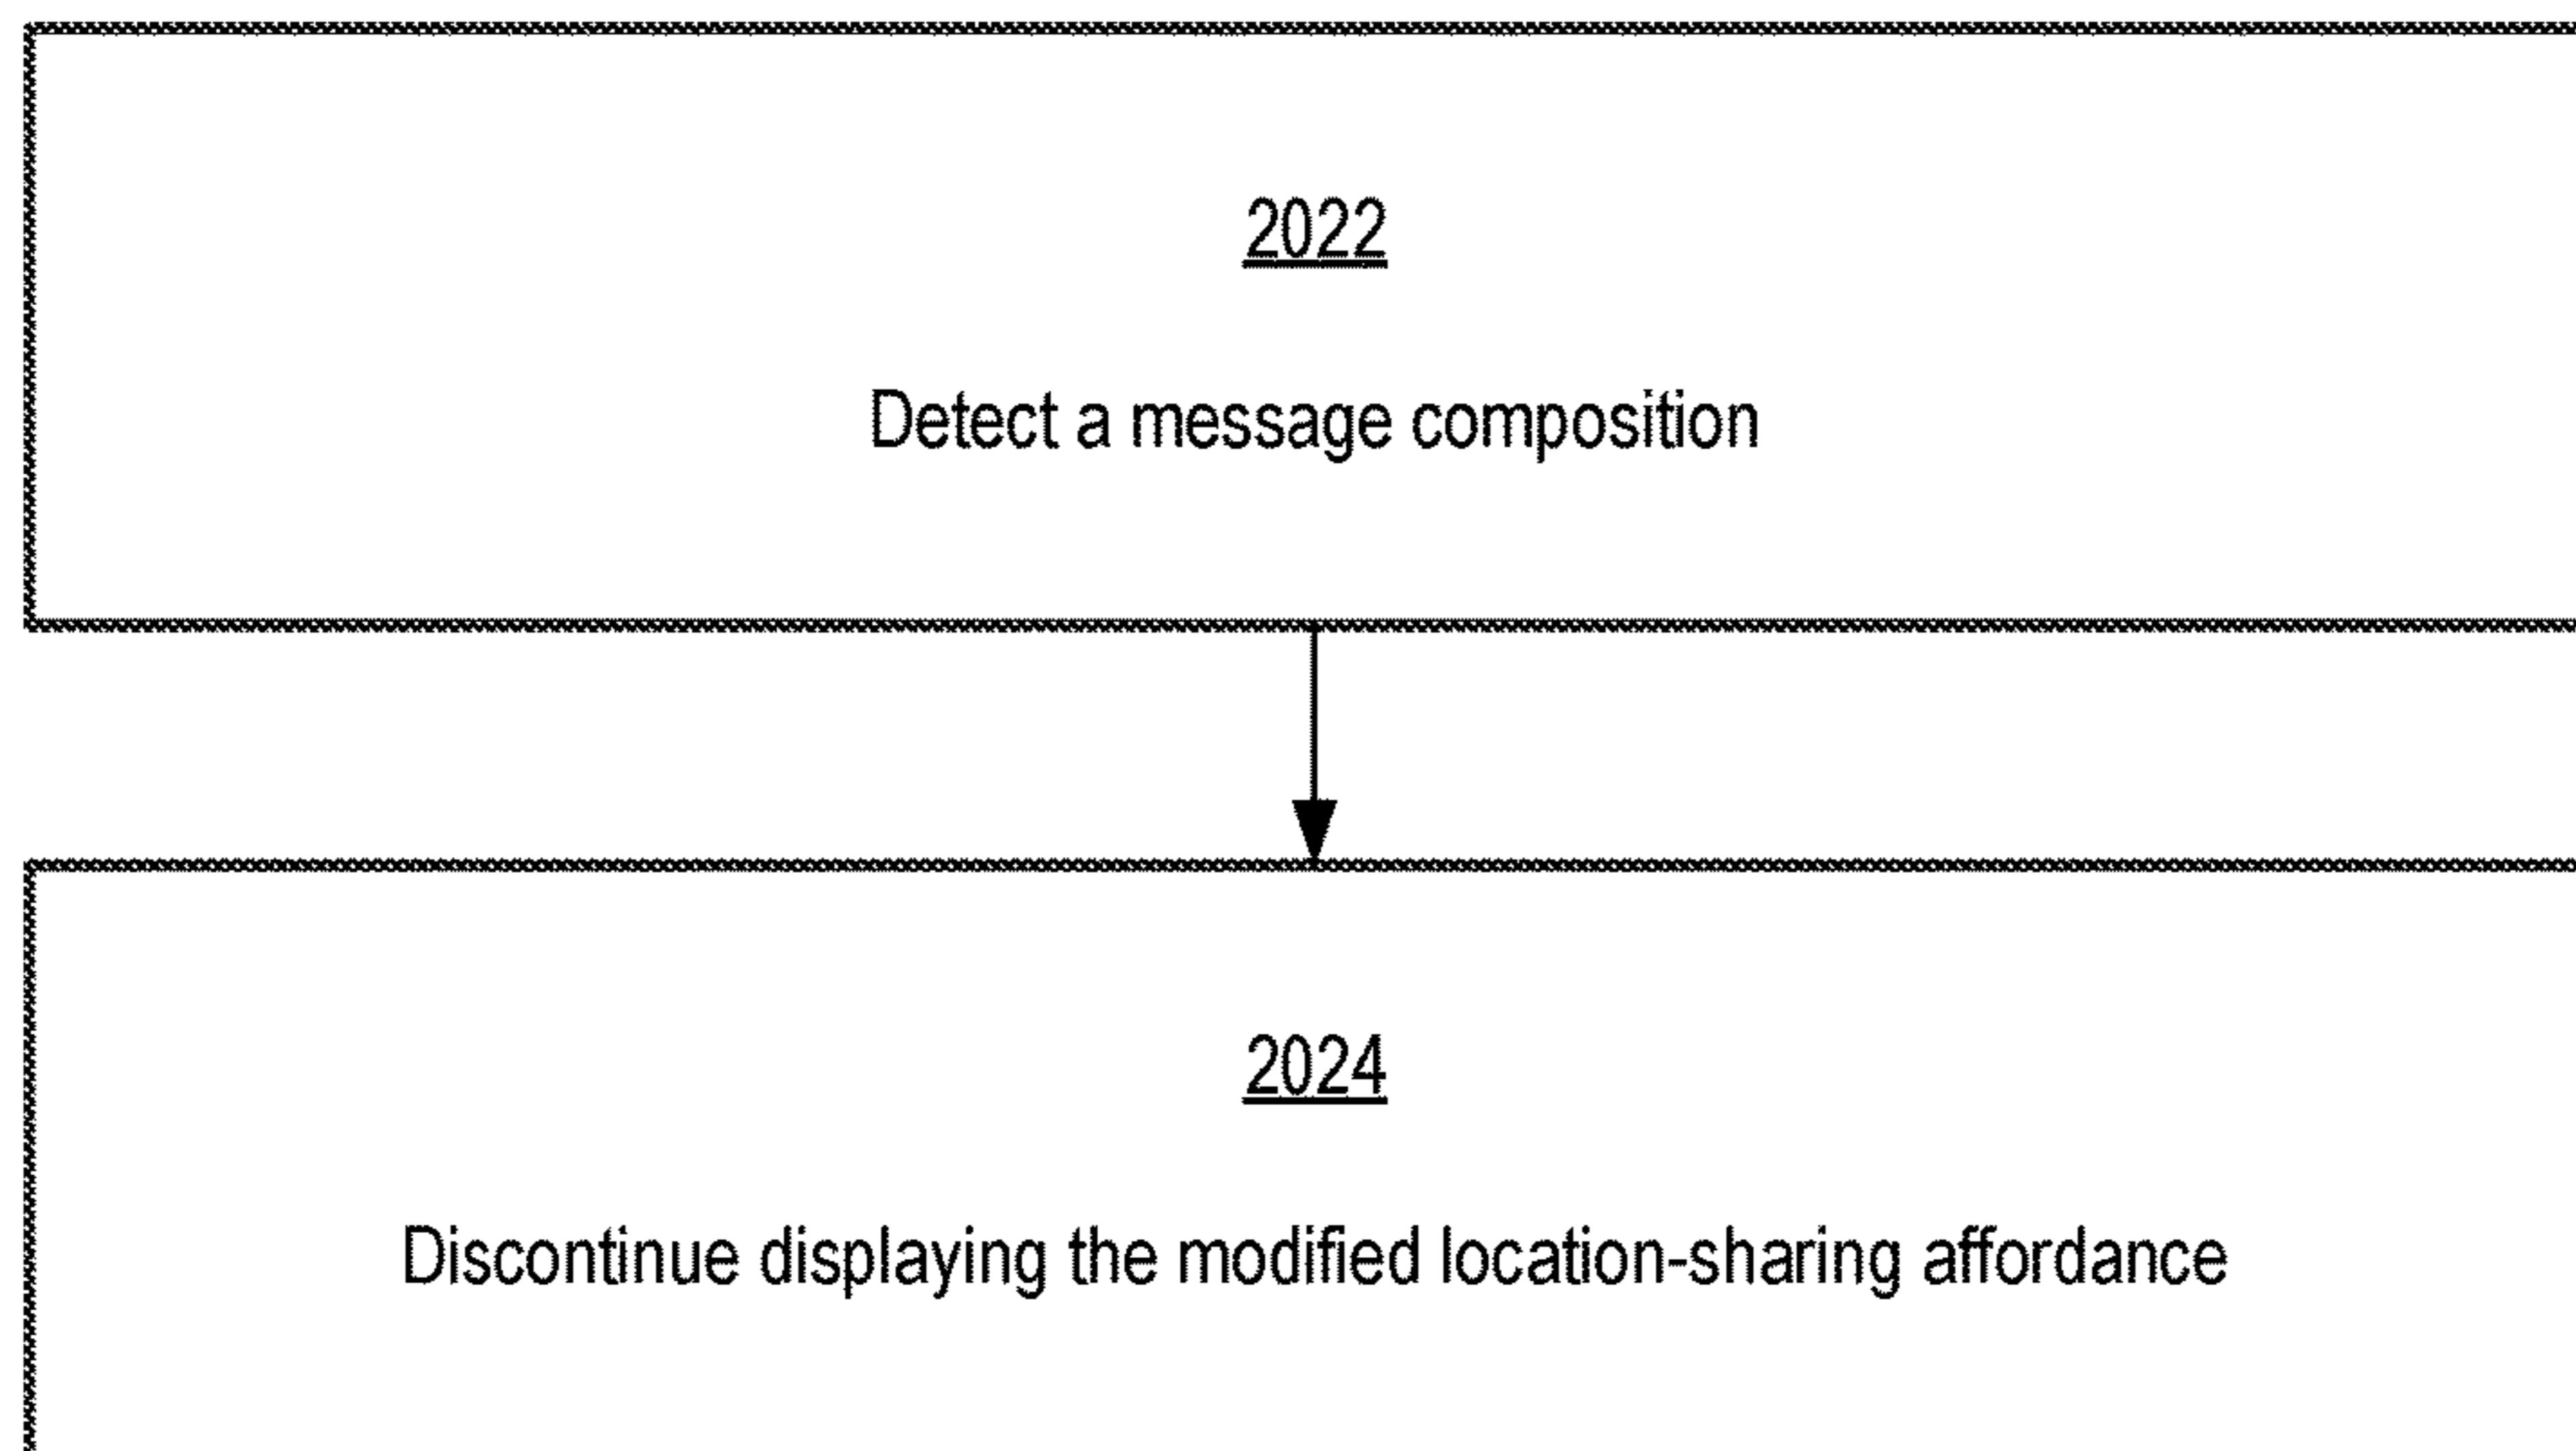 2022
Detect a message composition
2024
Discontinue displaying the modified location-sharing affordance